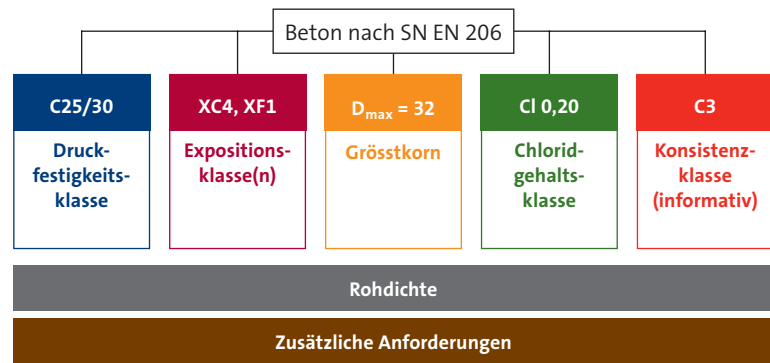 Beton nach SN EN 206
C25/30
XC4, XF1
Dmax = 32
Cl 0,20
C3
Druck-
festigkeits-
klasse
Expositions-
klasse(n)
Grösstkorn
Chlorid-
gehalts-
klasse
Konsistenz-
klasse
(informativ)
Rohdichte
Zusätzliche Anforderungen